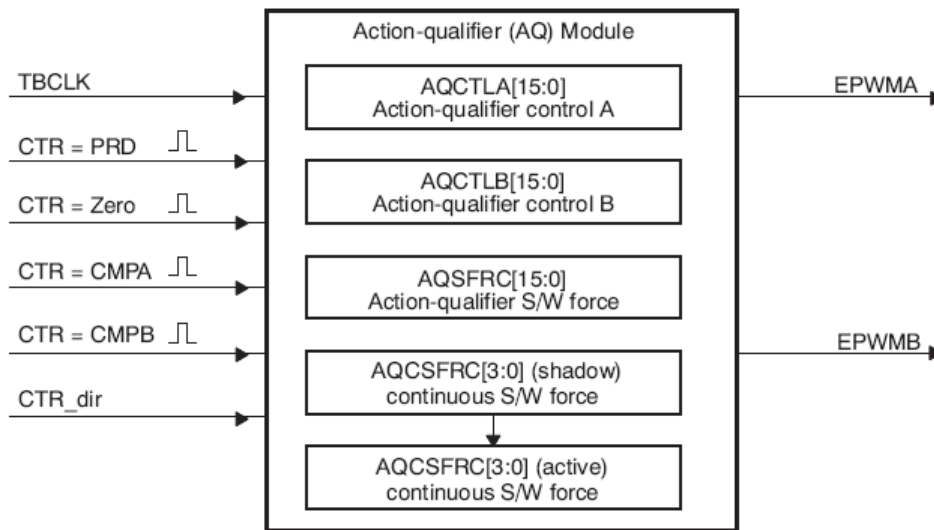 Action-qualifier (AQ) Module
TBCLK
CTR = PRD
CTR = Zero
CTR = CMPA
CTR = CMPB
CTR_dir
AQCTLA[15:0]
Action-qualifier control A
AQCTLB[15:0]
Action-qualifier control B
AQSFRC[15:0]
Action-qualifier S/W force
AQCSFRC[3:0] (shadow)
continuous S/W force
AQCSFRC[3:0] (active)
continuous S/W force
EPWMA
EPWMB